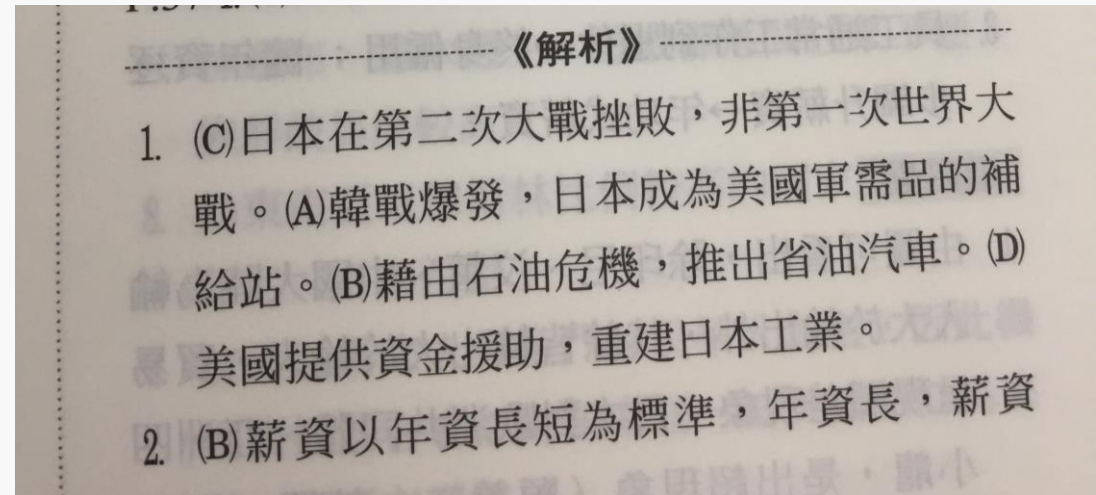 《解析》
1. (C)日本在第二次大戰挫敗，非第一次世界大
戰。(A)韓戰爆發，日本成為美國軍需品的補
給站。(B)藉由石油危機，推出省油汽車。(D)
美國提供資金援助，重建日本工業。
2. (B)薪資以年資長短為標準，年資長，薪資